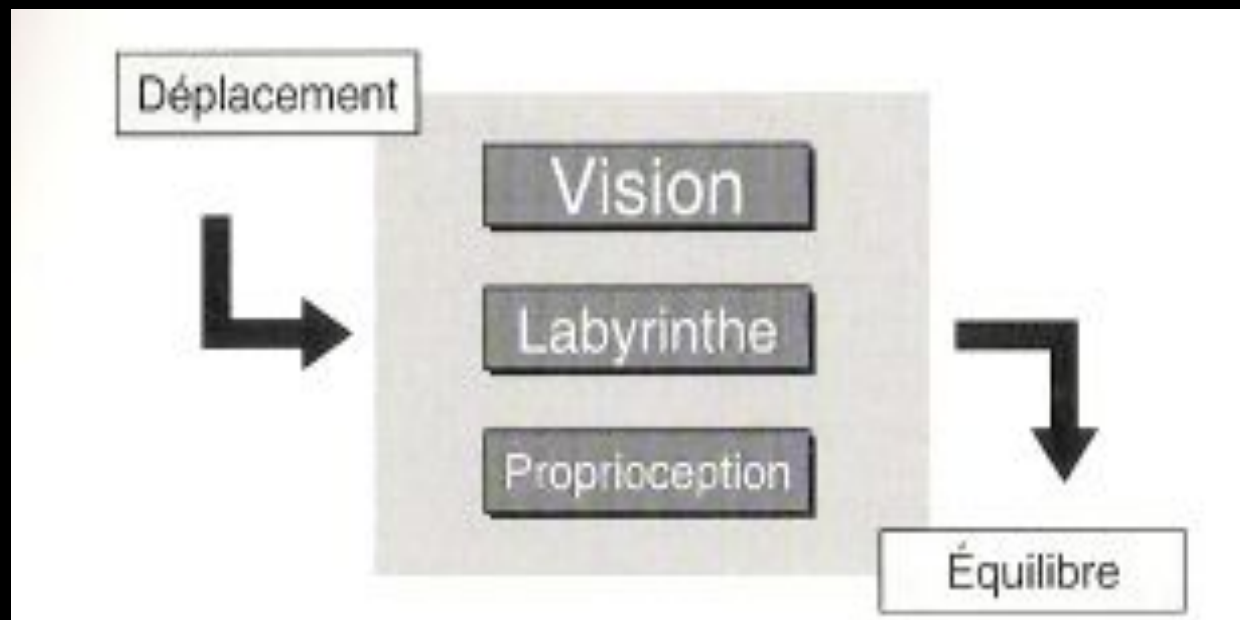 Déplacement
Vision
Labyrinthe
Proprioception
Équilibre